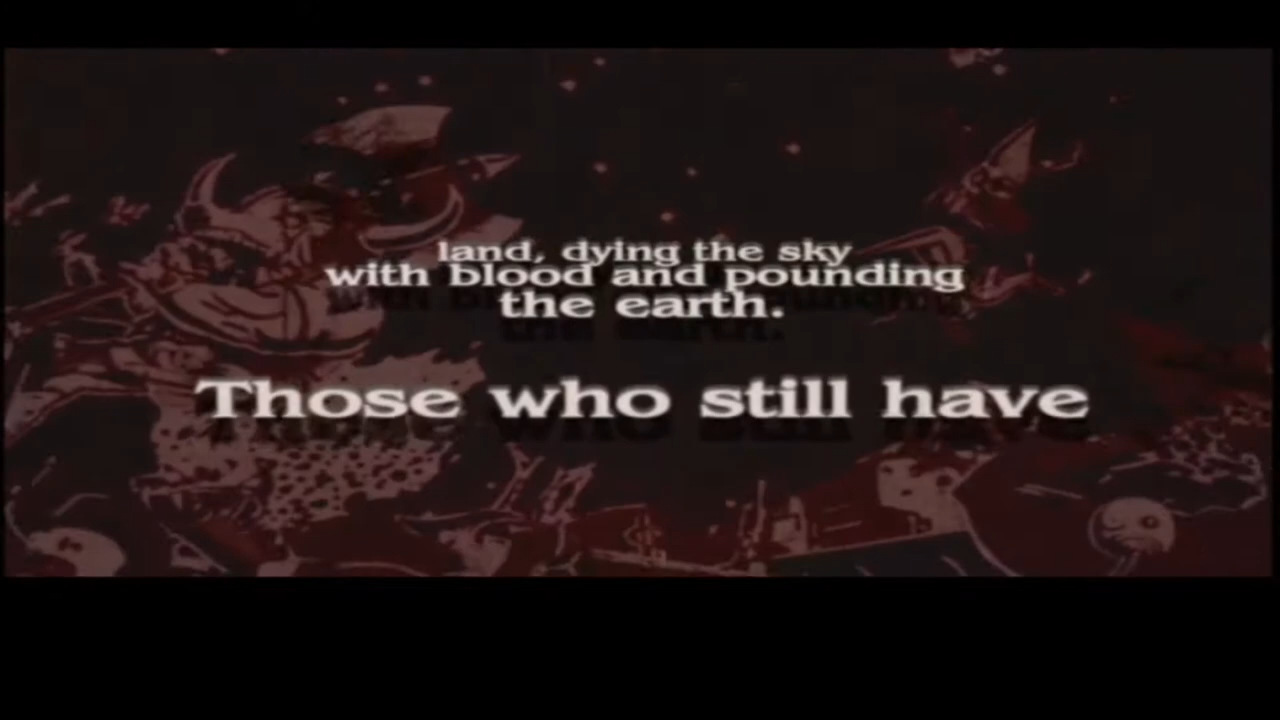 land, dying the sky
with blood and pounding
the earth.
Those who still have